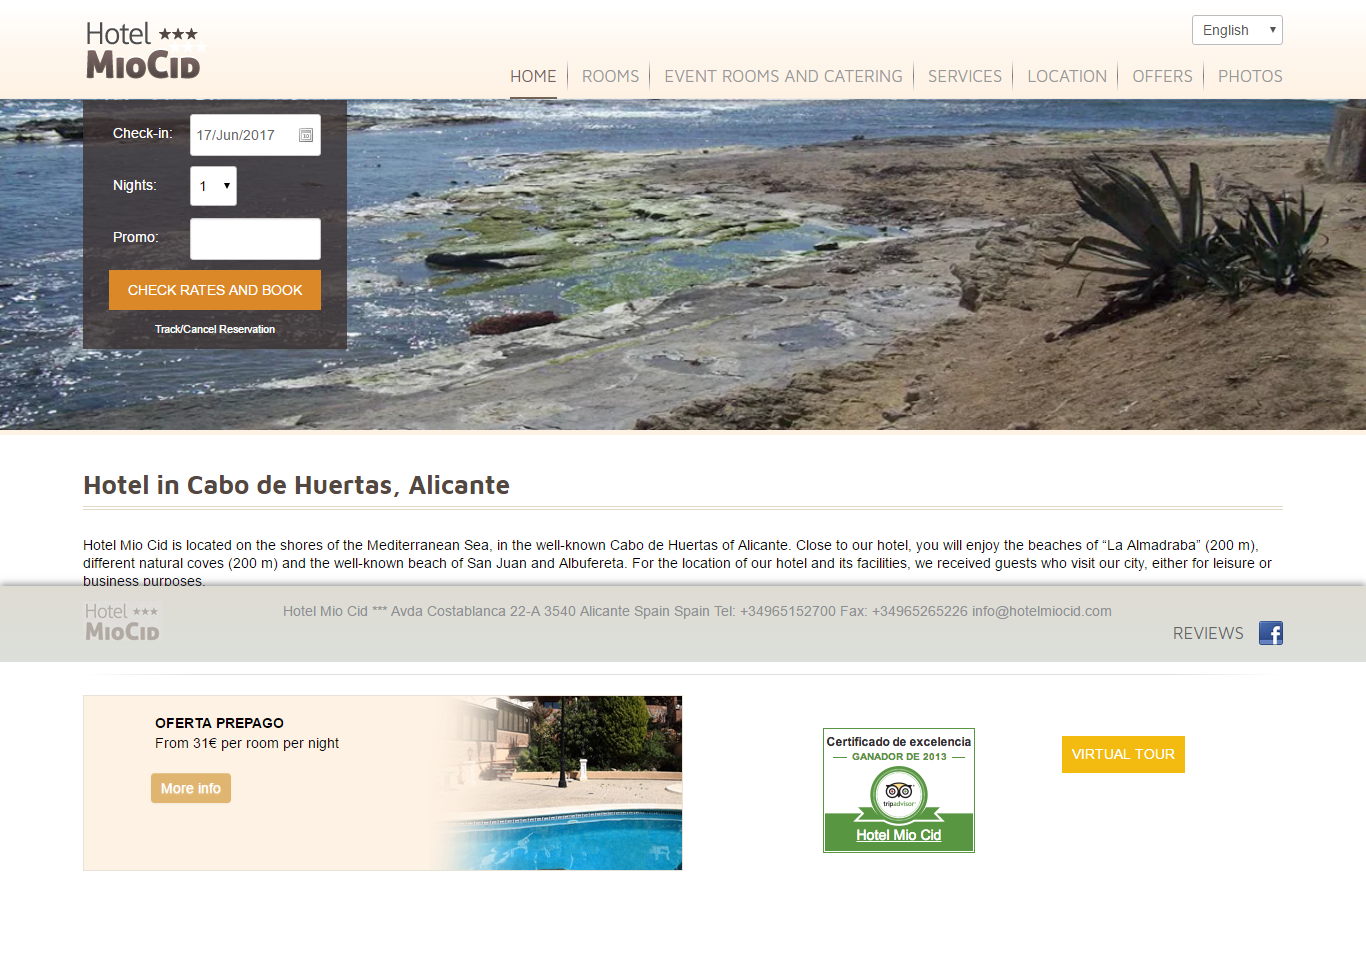 Hotel ★★★
MIOCID
English
HOME
ROOMS
EVENT ROOMS AND CATERING
SERVICES
LOCATION
OFFERS
PHOTOS
Check-in:
17/Jun/2017
Nights:
1
Promo:
CHECK RATES AND BOOK
Track/Cancel Reservation
Hotel in Cabo de Huertas, Alicante
Hotel Mio Cid is located on the shores of the Mediterranean Sea, in the well-known Cabo de Huertas of Alicante. Close to our hotel, you will enjoy the beaches of “La Almadraba” (200 m),
different natural coves (200 m) and the well-known beach of San Juan and Albufereta. For the location of our hotel and its facilities, we received guests who visit our city, either for leisure or
business purposes.
Hotel ★★★
MIOCID
Hotel Mio Cid *** Avda Costablanca 22-A 3540 Alicante Spain Spain Tel: +34965152700 Fax: +34965265226 info@hotelmiocid.com
REVIEWS
OFERTA PREPAGO
From 31€ per room per night
More info
Certificado de excelencia
GANADOR DE 2013
tripadvisor
Hotel Mio Cid
VIRTUAL TOUR